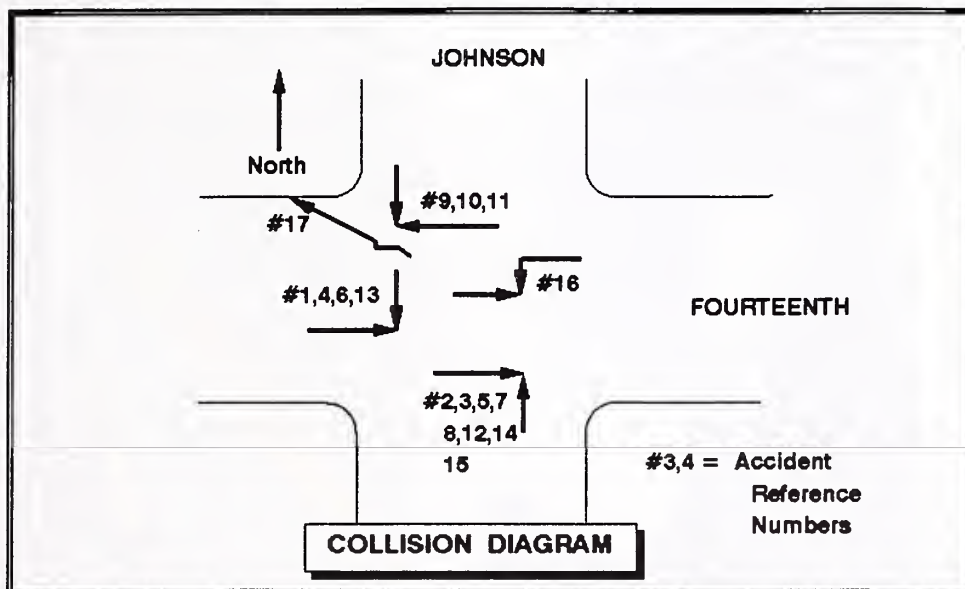 JOHNSON
North
#9,10,11
#17
#16
#1,4,6,13
FOURTEENTH
#2,3,5,7
8,12,14
15
#3,4 = Accident
Reference
Numbers
COLLISION DIAGRAM